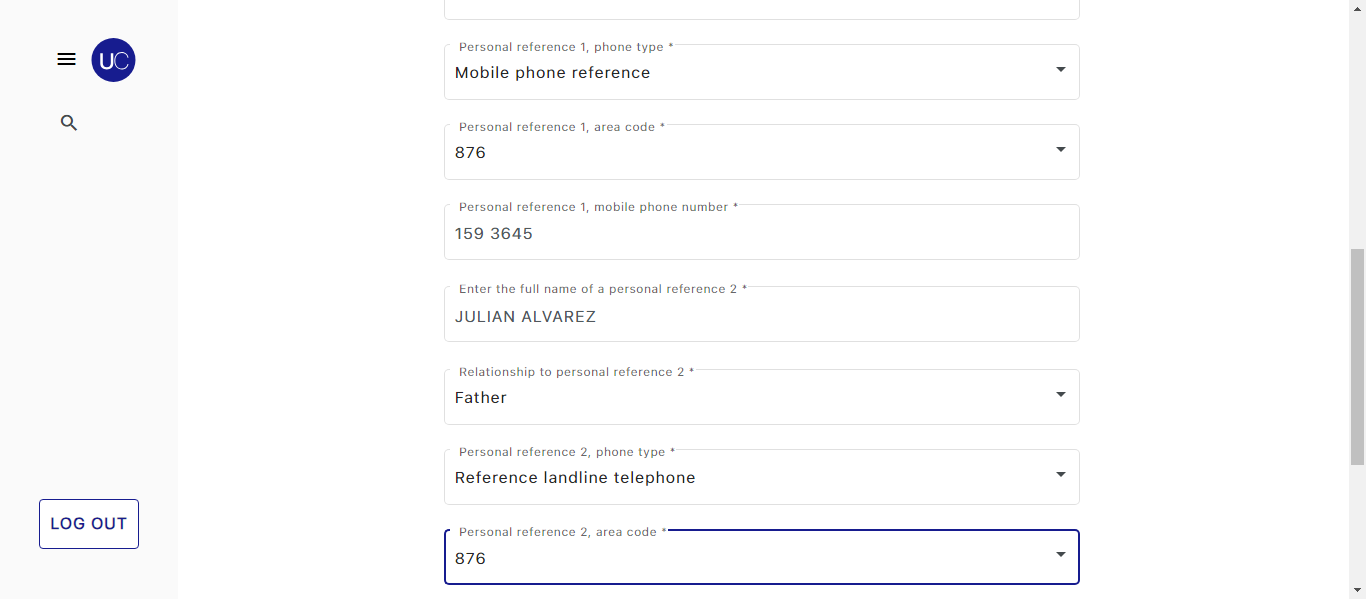 UC
Personal reference 1, phone type *
Mobile phone reference
Personal reference 1, area code *
876
Personal reference 1, mobile phone number *
159 3645
Enter the full name of a personal reference 2 *
JULIAN ALVAREZ
Relationship to personal reference 2 *
Father
Personal reference 2, phone type *
Reference landline telephone
LOG OUT
Personal reference 2, area code *
876